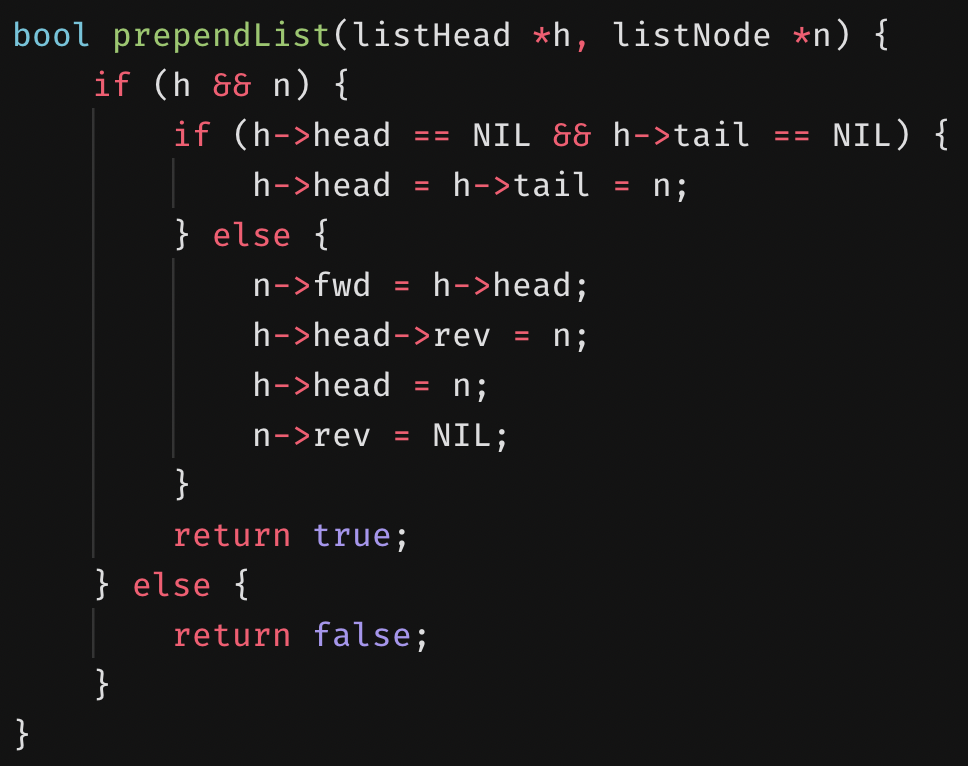 bool prependList(listHead *h, listNode *n) {
    if (h && n) {
        if (h->head == NIL && h->tail == NIL) {
            h->head = h->tail = n;
        } else {
            n->fwd = h->head;
            h->head->rev = n;
            h->head = n;
            n->rev = NIL;
        }
        return true;
    } else {
        return false;
    }
}